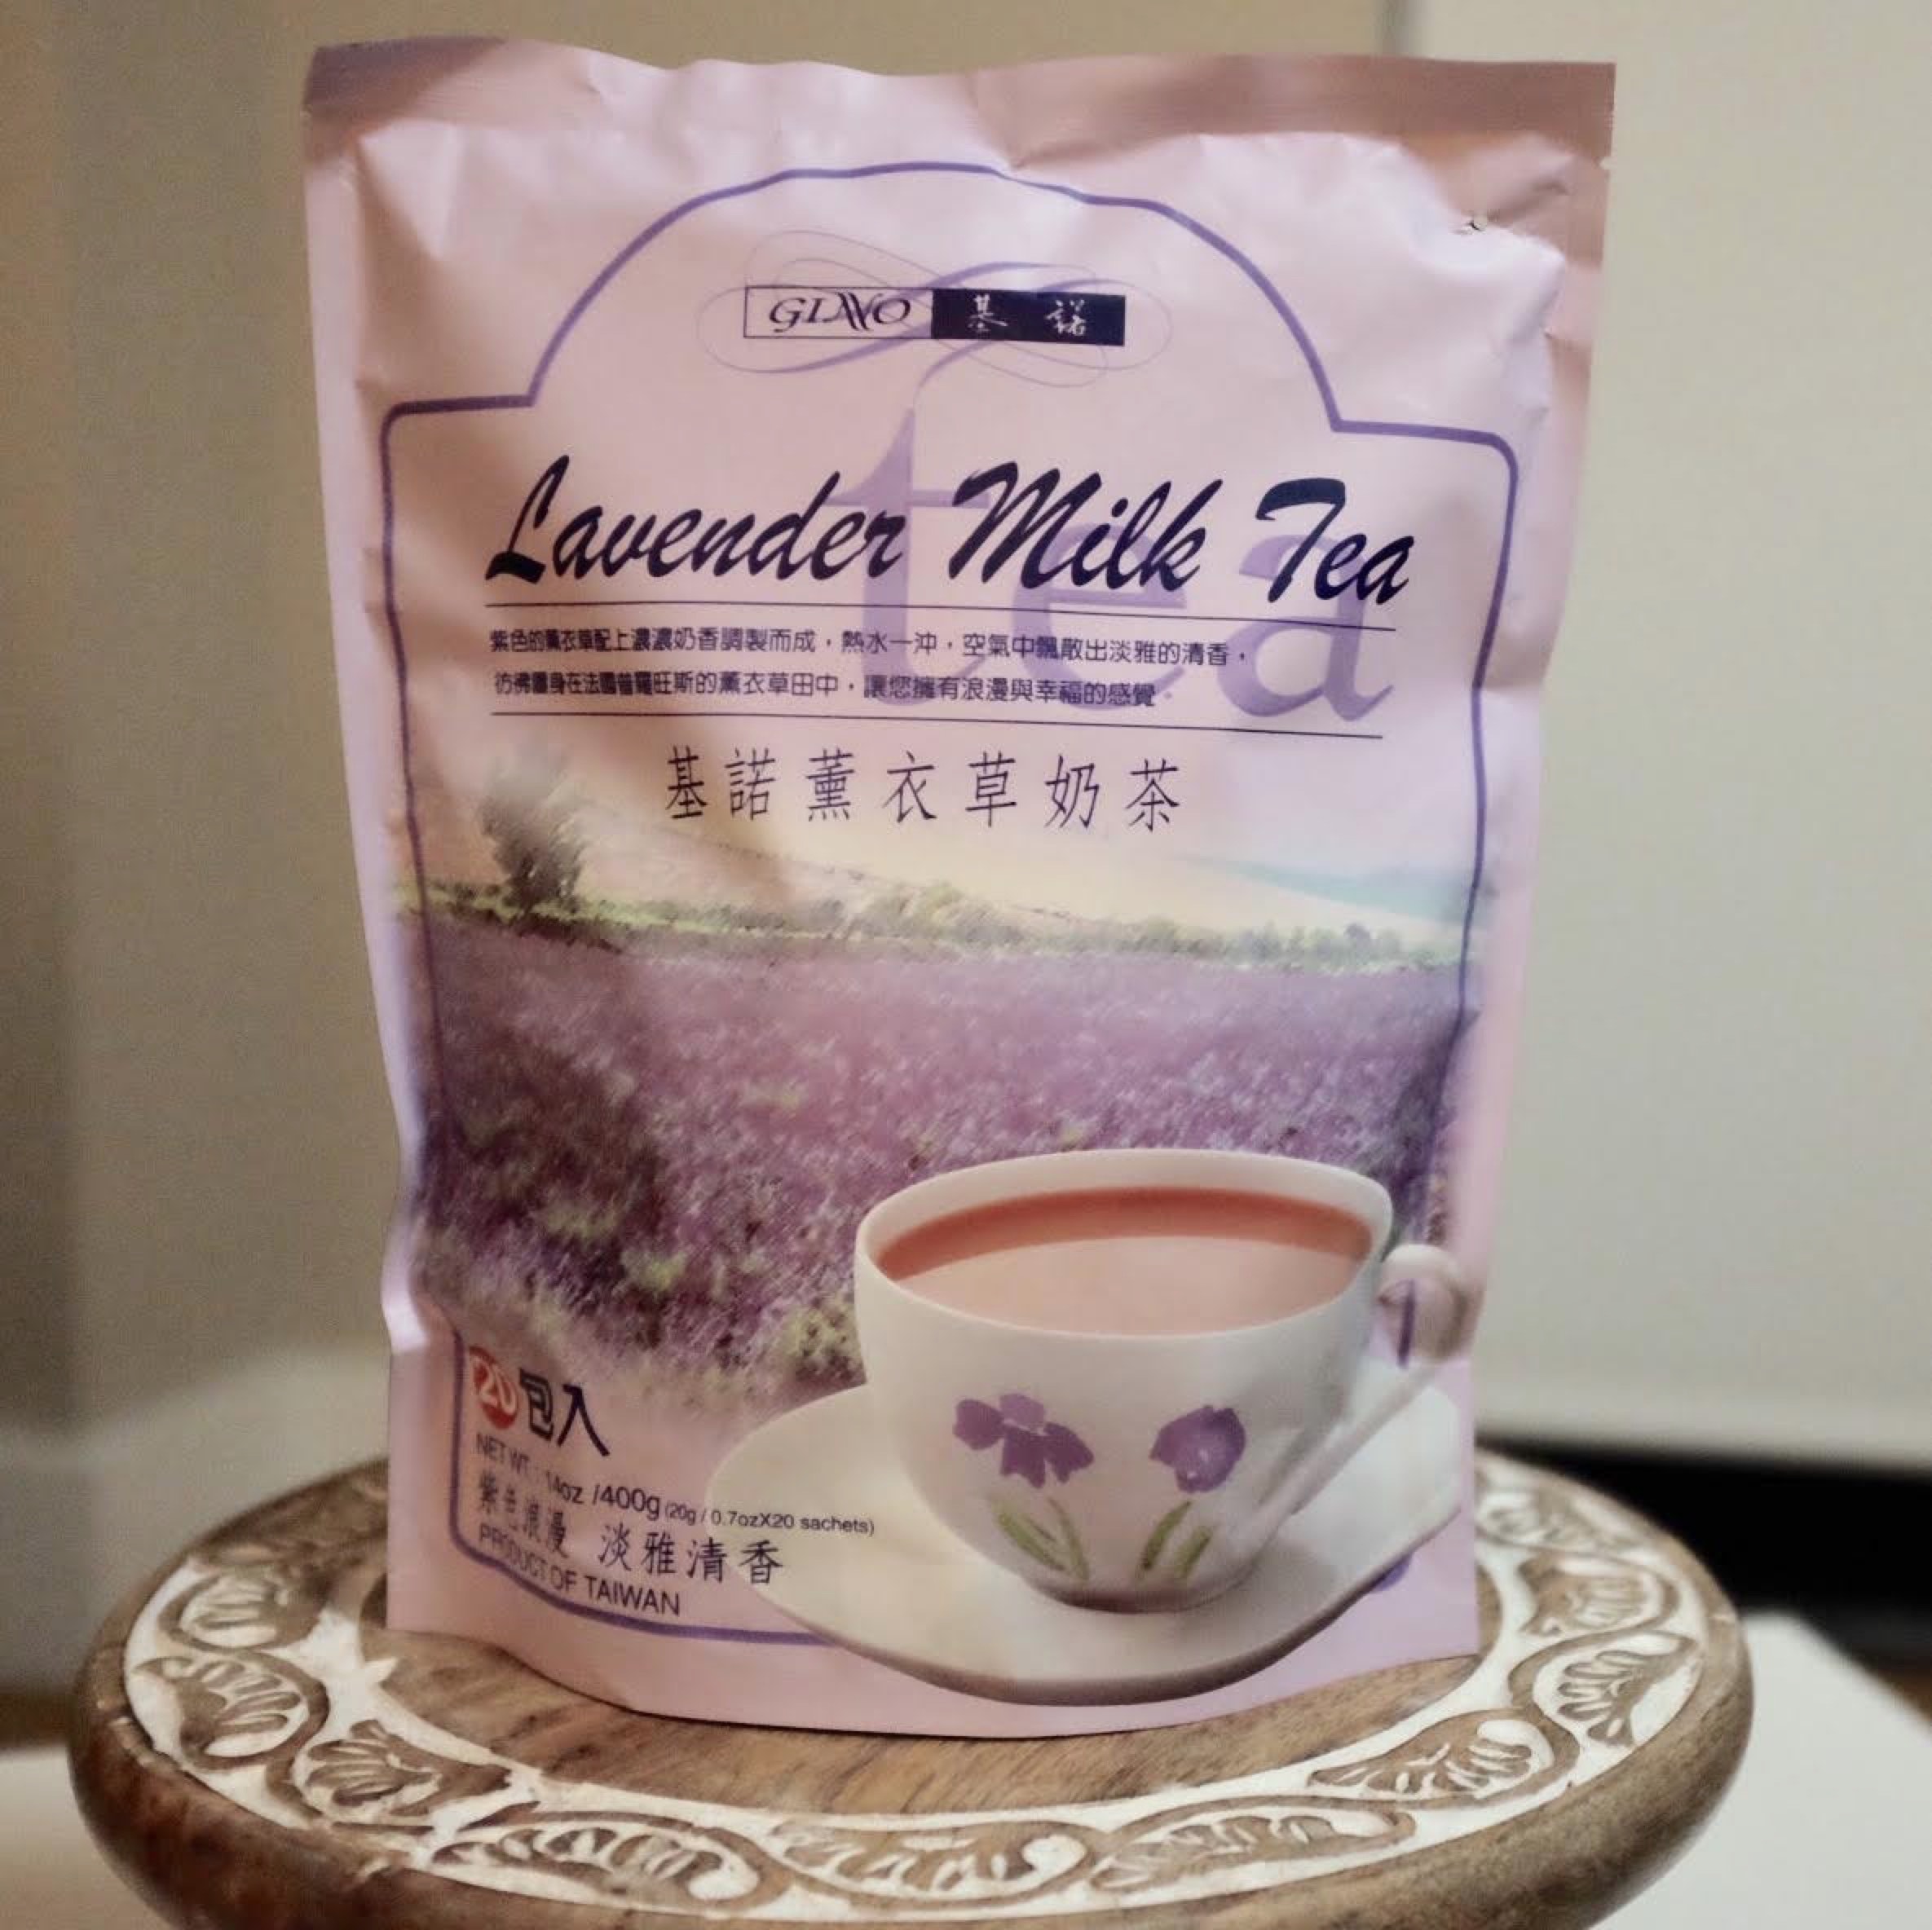 GINO 基諾
tea
Lavender Milk Tea
紫色的薰衣草配上濃濃奶香調製而成，熱水一沖，空氣中飄散出淡雅的清香，
彷彿置身在法國普羅旺斯的薰衣草田中，讓您擁有浪漫與幸福的感覺。
基諾薰衣草奶茶
20包入
NET WT: 14oz /400g (20g / 0.7ozX20 sachets)
紫色浪漫 淡雅清香
PRODUCT OF TAIWAN